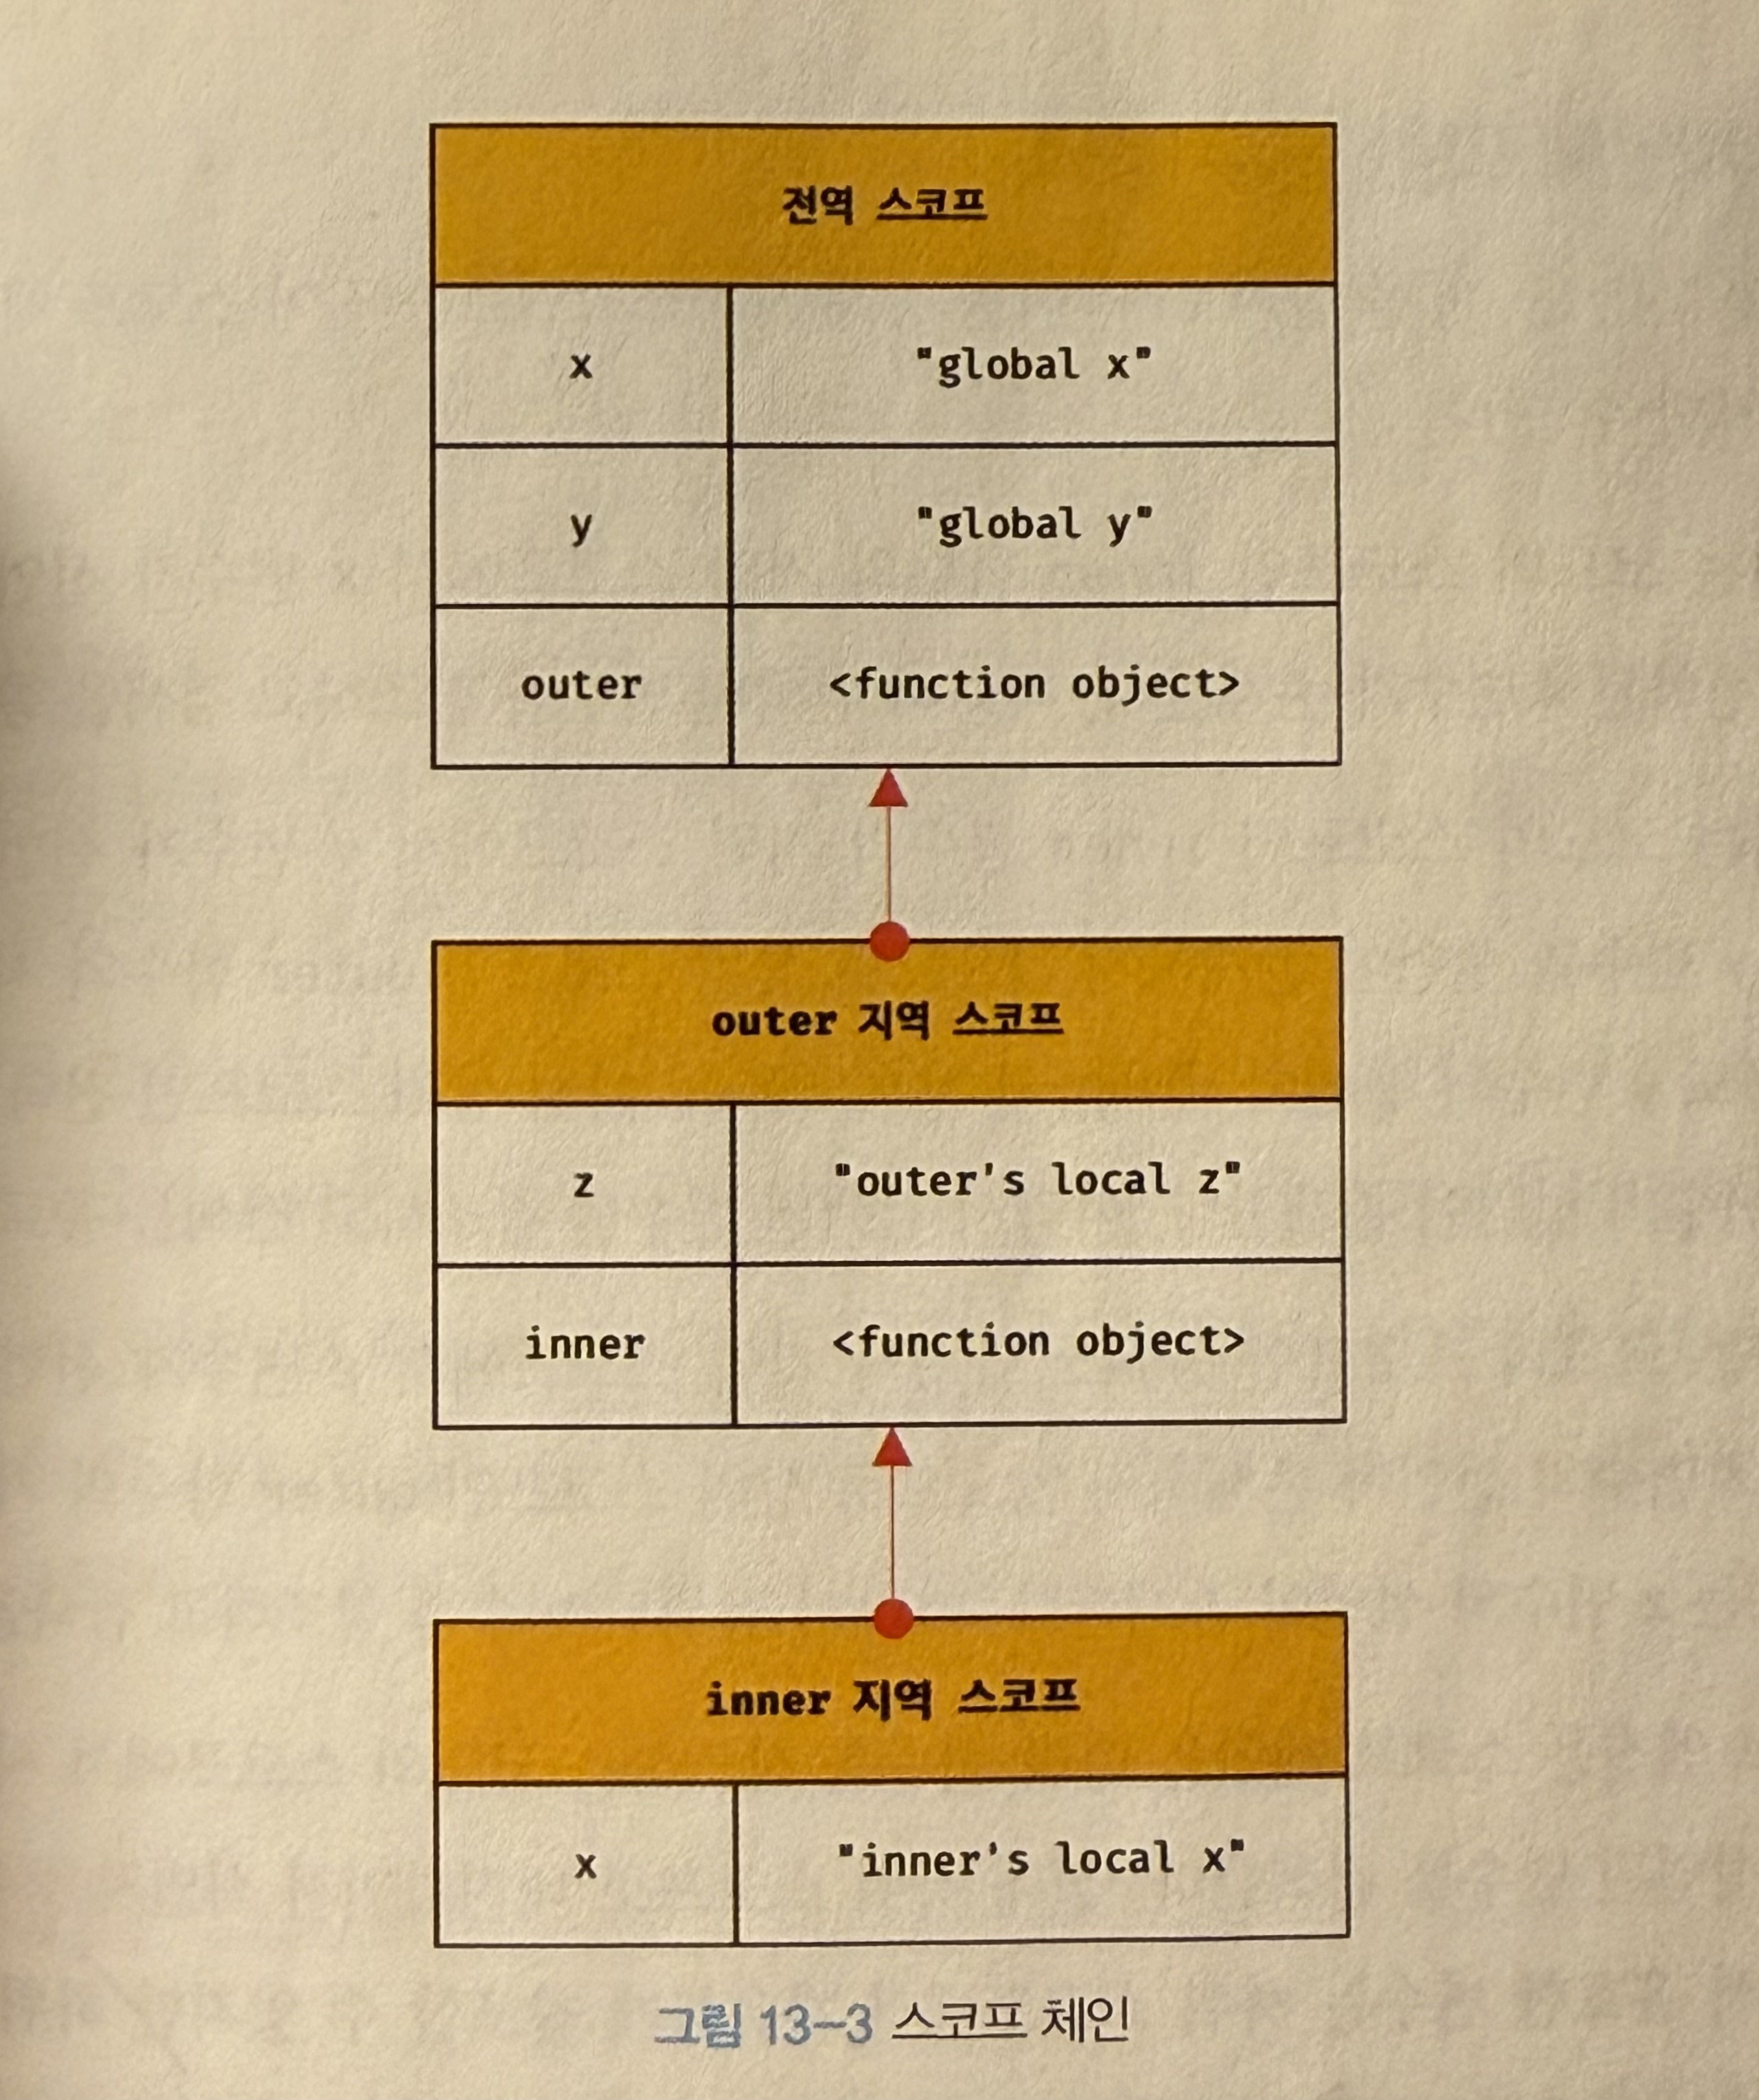 전역 스코프
x "global x"
y "global y"
outer <function object>
outer 지역 스코프
z "outer's local z"
inner <function object>
inner 지역 스코프
x "inner's local x"
그림 13-3 스코프 체인